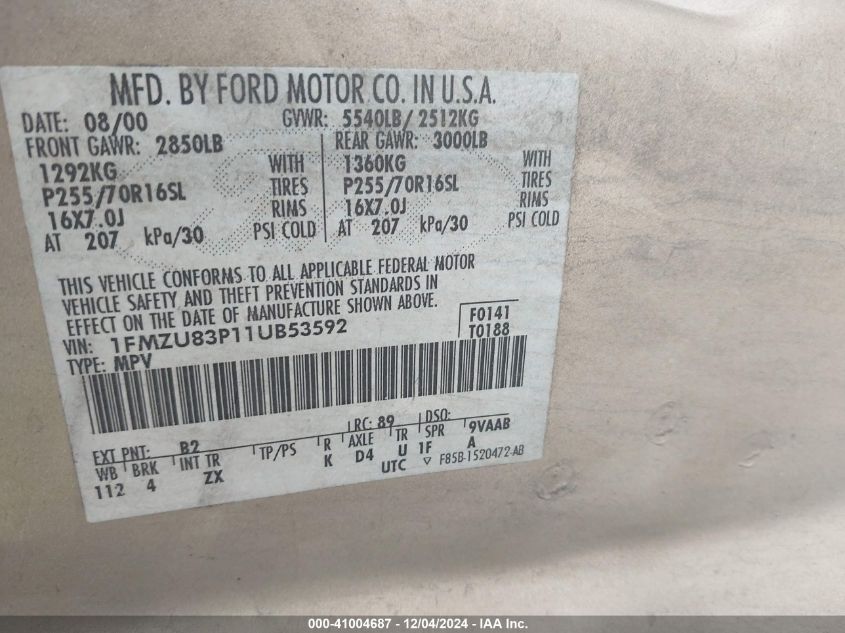 MFD. BY FORD MOTOR CO. IN U.S.A.
DATE: 08/00 GVWR: 5540LB/ 2512KG
FRONT GAWR: 2850LB REAR GAWR: 3000LB
1292KG WITH 1360KG WITH
P255/70R16SL TIRES P255/70R16SL TIRES
16X7.0J RIMS 16X7.0J RIMS
AT 207 kPa/30 PSI COLD AT 207 kPa/30 PSI COLD
THIS VEHICLE CONFORMS TO ALL APPLICABLE FEDERAL MOTOR
VEHICLE SAFETY AND THEFT PREVENTION STANDARDS IN
EFFECT ON THE DATE OF MANUFACTURE SHOWN ABOVE.
VIN: 1FMZU83P11UB53592 F0141
TYPE: MPV T0188
EXT PNT: B2 RC: 89 DSO:
WB BRK INT TR TP/PS R AXLE TR SPR 9VAAB
112 4 ZX K D4 U 1F A
UTC ▽ F85B-1520472-AB
000-41004687 - 12/04/2024 - IAA Inc.